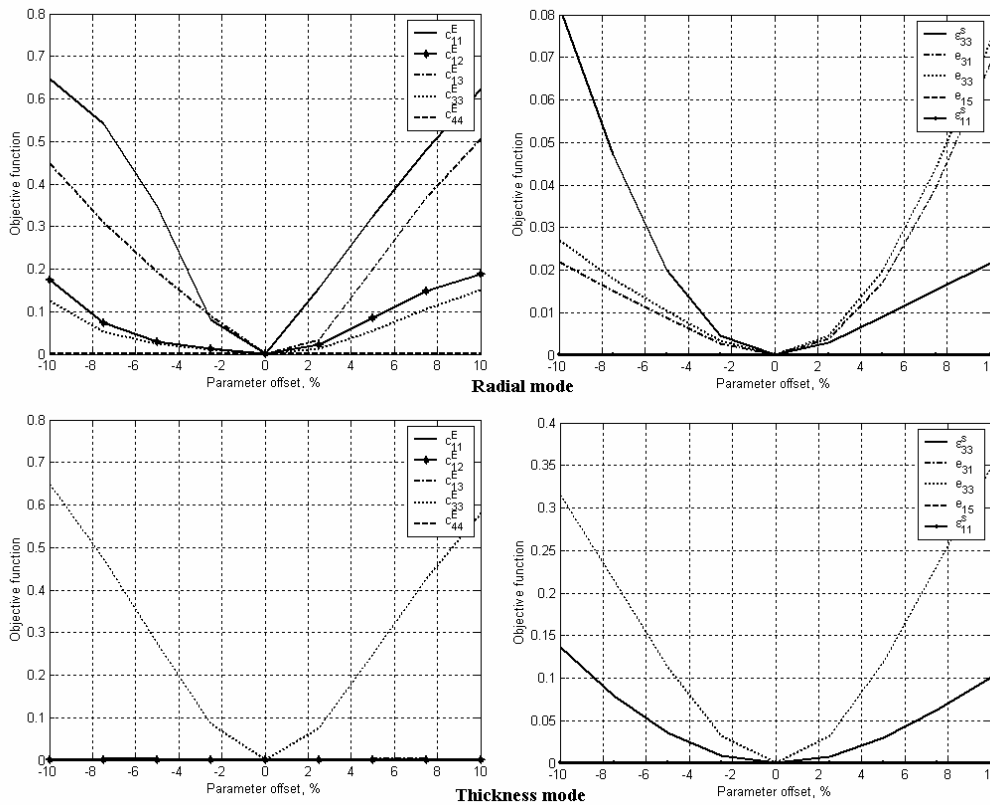 0.8
0.7
0.6
0.5
0.4
0.3
0.2
0.1
0
Objective function
-10 -8 -6 -4 -2 0 2 4 6 8 10
Parameter offset, %
c^E_11
c^E_12
c^E_13
c^E_33
c^E_44
0.08
0.07
0.06
0.05
0.04
0.03
0.02
0.01
0
Objective function
-10 -8 -6 -4 -2 0 2 4 6 8 10
Parameter offset, %
ε^s_33
e_31
e_33
e_15
ε^s_11
Radial mode
0.8
0.7
0.6
0.5
0.4
0.3
0.2
0.1
0
Objective function
-10 -8 -6 -4 -2 0 2 4 6 8 10
Parameter offset, %
c^E_11
c^E_12
c^E_13
c^E_33
c^E_44
0.4
0.35
0.3
0.25
0.2
0.15
0.1
0.05
0
Objective function
-10 -8 -6 -4 -2 0 2 4 6 8 10
Parameter offset, %
ε^s_33
e_31
e_33
e_15
ε^s_11
Thickness mode